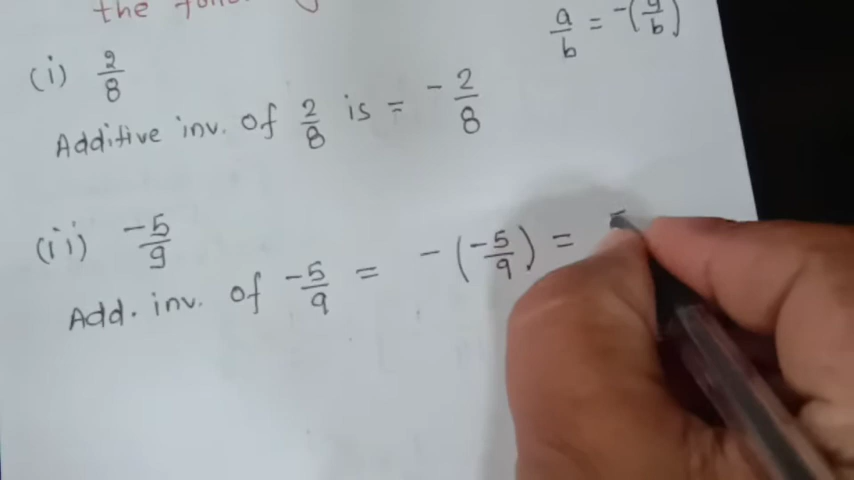 the
a/b = -(a/b)
(i) 2/8
Additive inv. of 2/8 is = - 2/8
(ii) -5/9
Add. inv. of -5/9 = - (-5/9) =